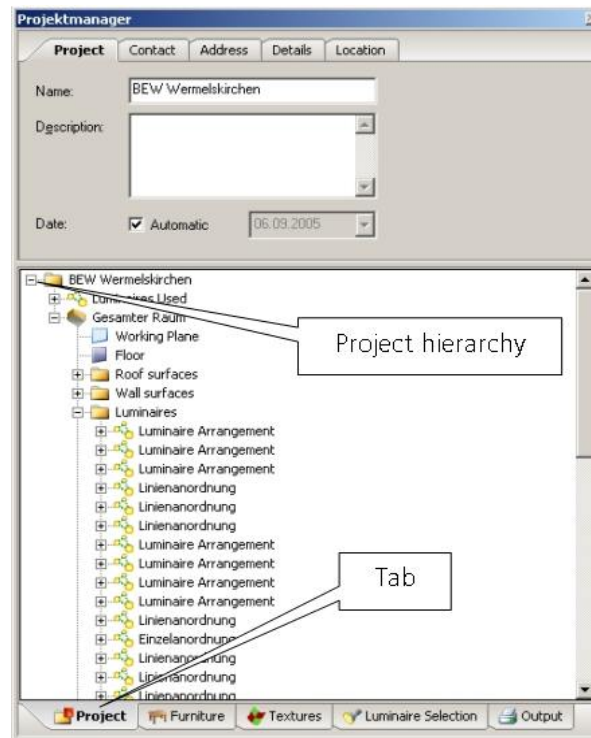 Projektmanager
Project Contact Address Details Location
Name: BEW Wermelskirchen
Description:
Date: Automatic 06.09.2005
BEW Wermelskirchen
Luminaires Used
Gesamter Raum
Working Plane
Project hierarchy
Floor
Roof surfaces
Wall surfaces
Luminaires
Luminaire Arrangement
Luminaire Arrangement
Luminaire Arrangement
Linienanordnung
Linienanordnung
Linienanordnung
Luminaire Arrangement
Luminaire Arrangement
Luminaire Arrangement
Luminaire Arrangement
Tab
Linienanordnung
Einzelanordnung
Linienanordnung
Linienanordnung
Linienanordnung
Project Furniture Textures Luminaire Selection Output